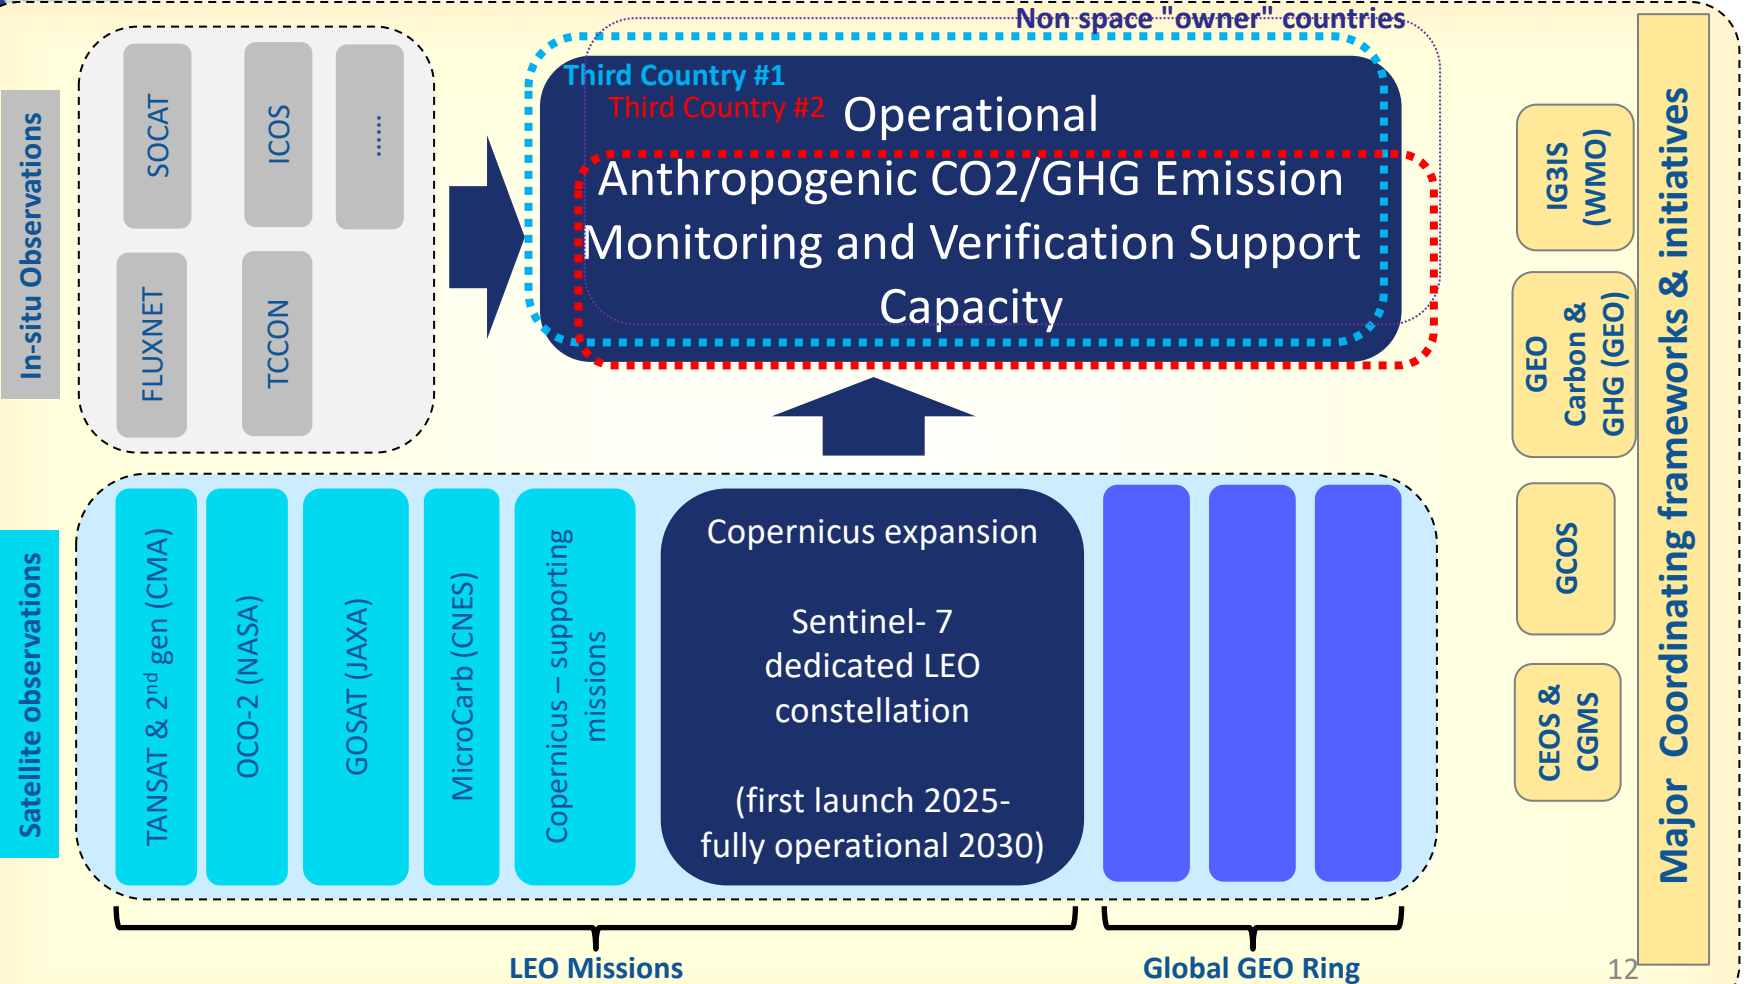 Non space "owner" countries
Third Country #1
Third Country #2
Operational
Anthropogenic CO2/GHG Emission
Monitoring and Verification Support
Capacity
In-situ Observations
SOCAT
ICOS
......
FLUXNET
TCCON
Satellite observations
TANSAT & 2nd gen (CMA)
OCO-2 (NASA)
GOSAT (JAXA)
MicroCarb (CNES)
Copernicus – supporting
missions
Copernicus expansion
Sentinel- 7
dedicated LEO
constellation
(first launch 2025-
fully operational 2030)
LEO Missions
Global GEO Ring
IG3IS
(WMO)
GEO
Carbon &
GHG (GEO)
GCOS
CEOS &
CGMS
Major  Coordinating frameworks & initiatives
12